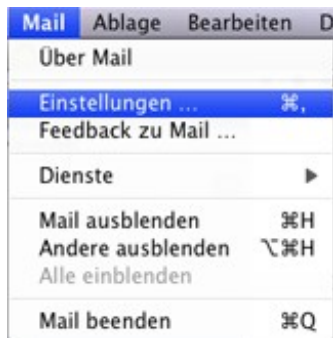 Mail Ablage Bearbeiten D
Über Mail
Einstellungen ... ⌘,
Feedback zu Mail ...
Dienste ▶
Mail ausblenden ⌘H
Andere ausblenden ⌥⌘H
Alle einblenden
Mail beenden ⌘Q